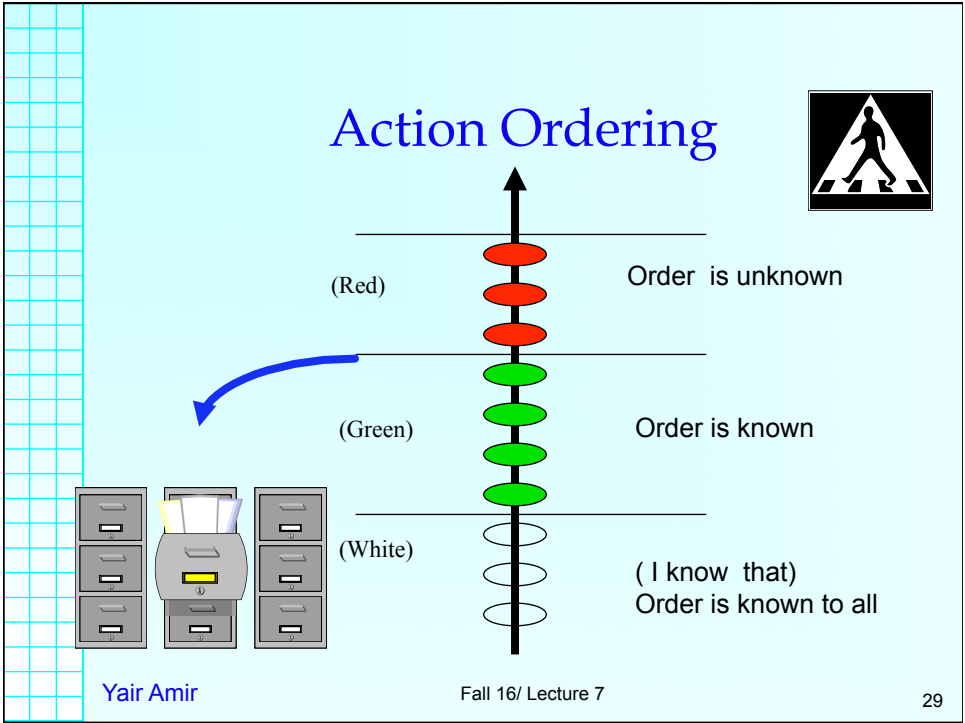 Action Ordering
(Red)
Order is unknown
(Green)
Order is known
(White)
( I know that)
Order is known to all
Yair Amir
Fall 16/ Lecture 7
29